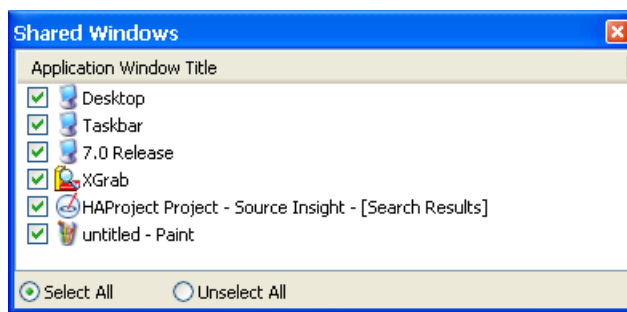 Shared Windows
Application Window Title
Desktop
Taskbar
7.0 Release
XGrab
HAProject Project - Source Insight - [Search Results]
untitled - Paint
Select All Unselect All